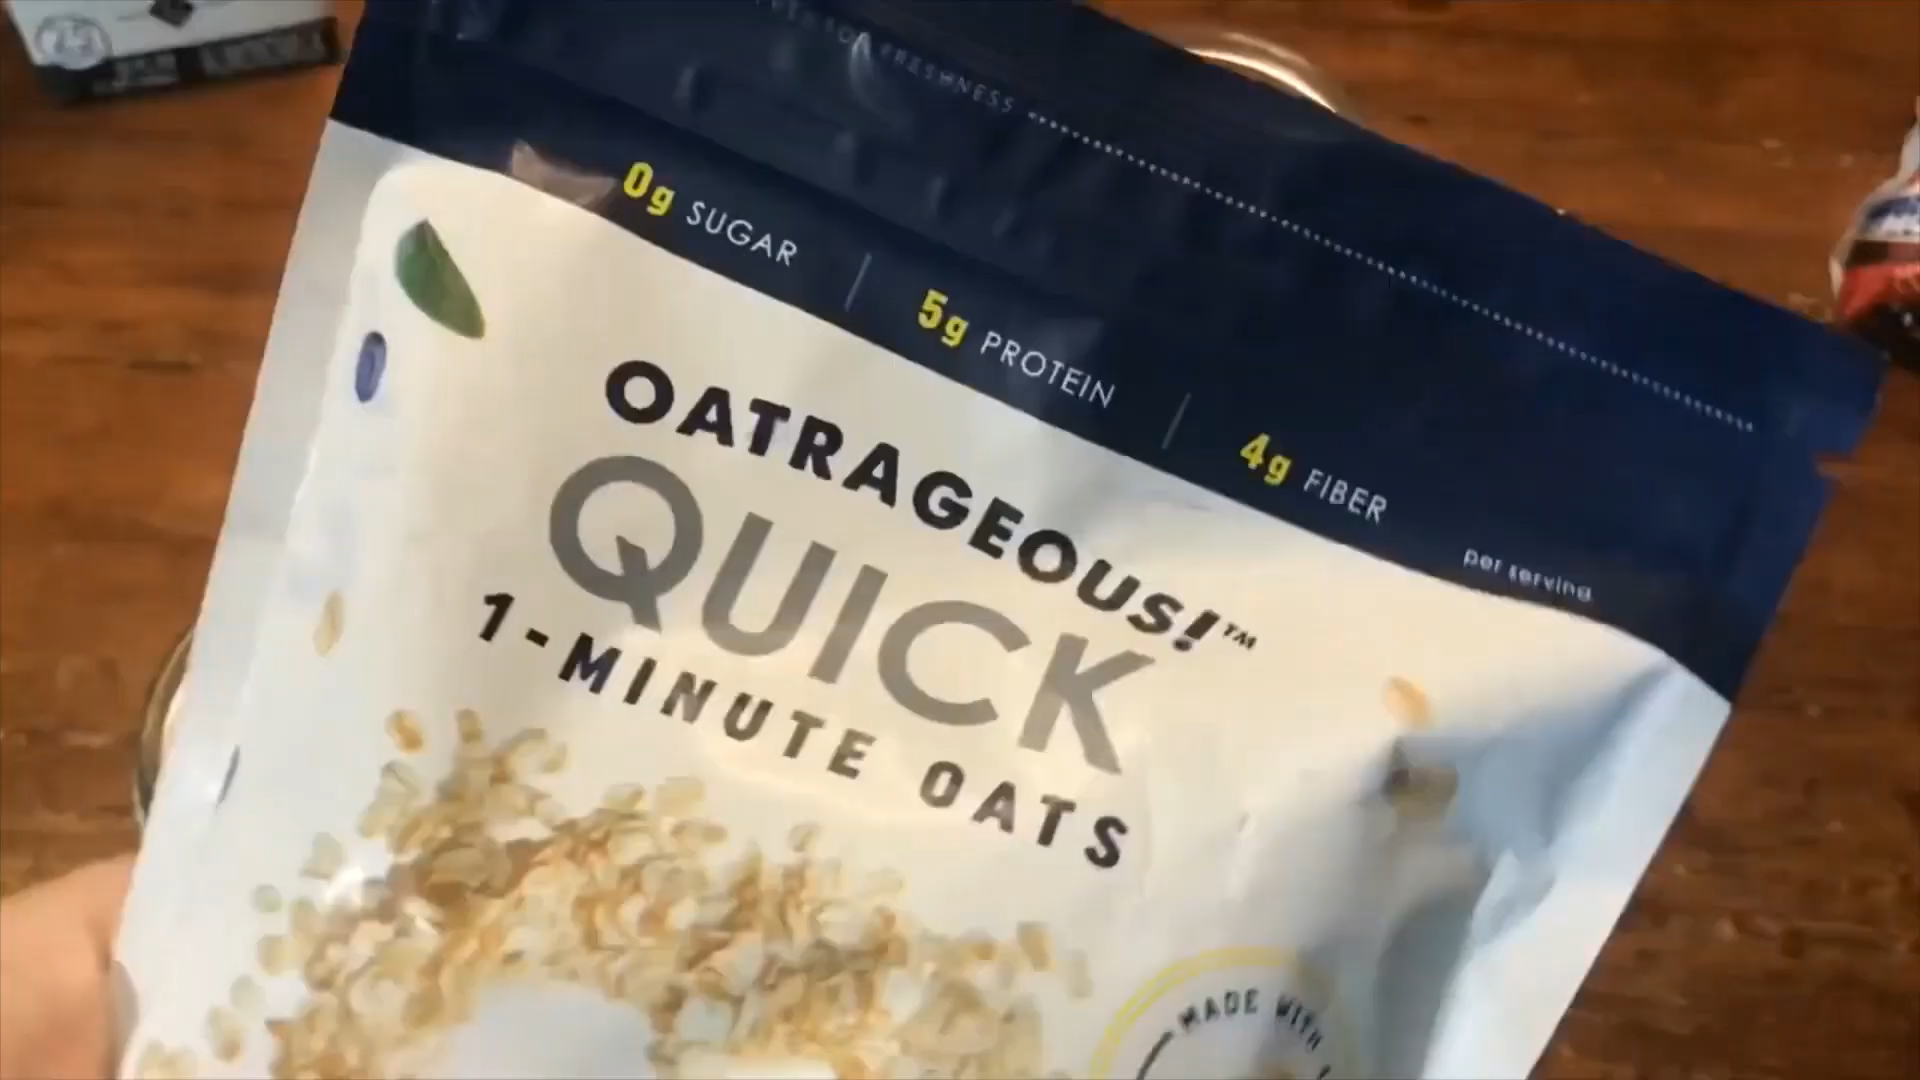 FRESHNESS
0g SUGAR
5g PROTEIN
4g FIBER
per serving
OATRAGEOUS!™
QUICK
1-MINUTE OATS
MADE WITH